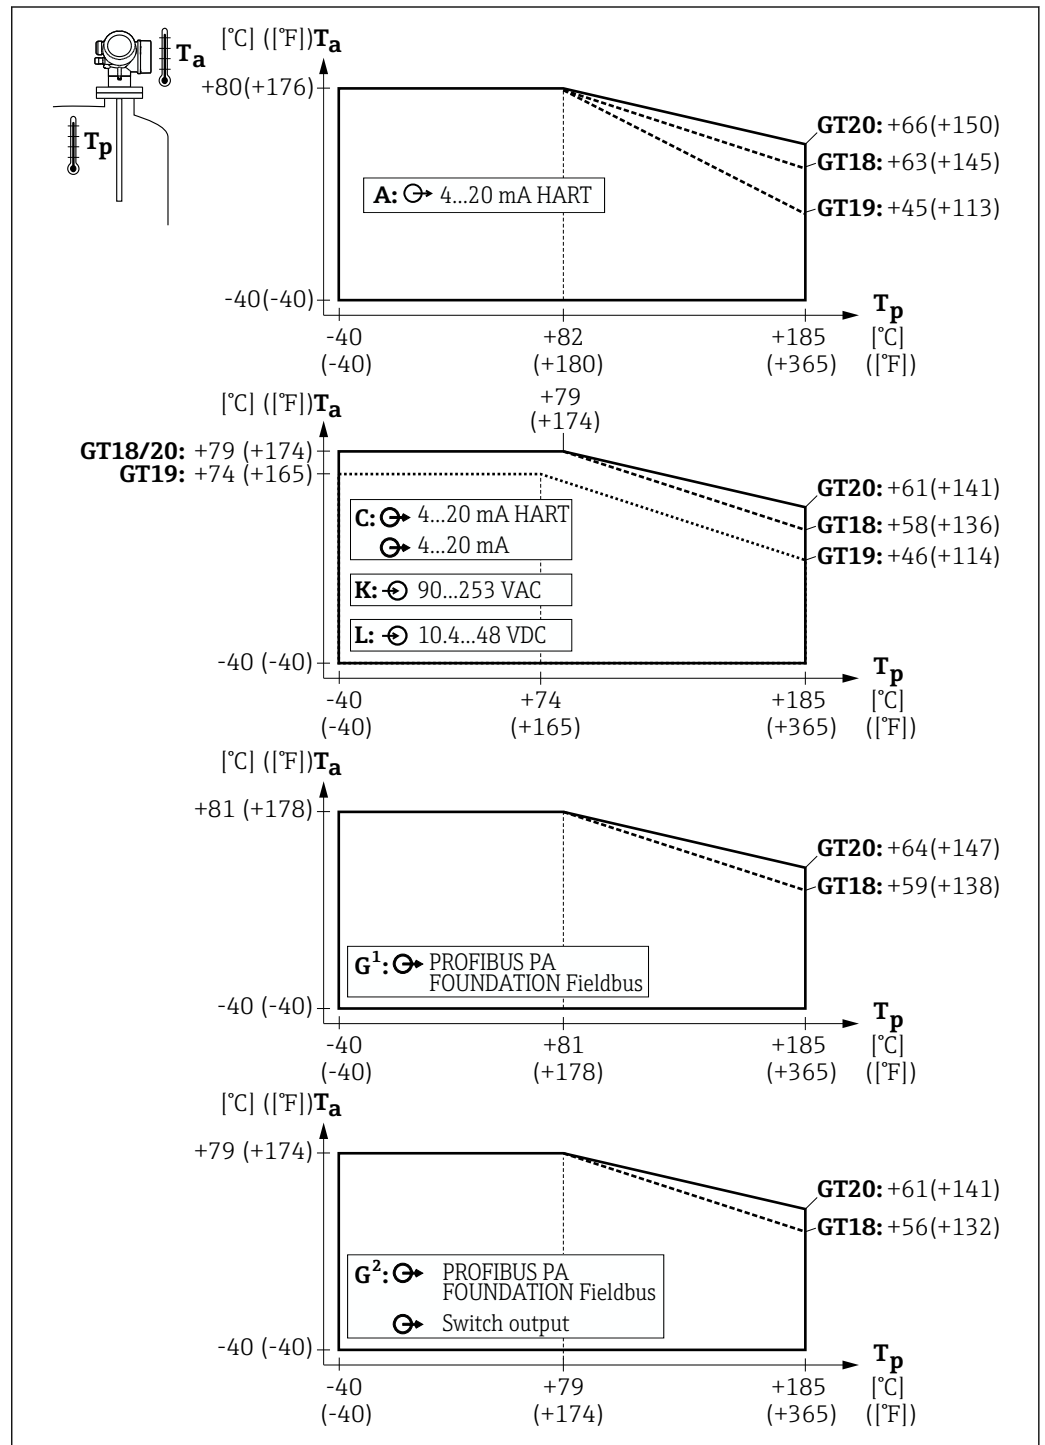 [°C] ([°F])Ta
Ta
+80(+176)
Tp
GT20: +66(+150)
GT18: +63(+145)
A: 4...20 mA HART
GT19: +45(+113)
-40(-40)
Tp
-40 +82 +185 [°C]
(-40) (+180) (+365) ([°F])
[°C] ([°F])Ta
+79
(+174)
GT18/20: +79 (+174)
GT19: +74 (+165)
GT20: +61(+141)
C: 4...20 mA HART
GT18: +58(+136)
4...20 mA
GT19: +46(+114)
K: 90...253 VAC
L: 10.4...48 VDC
-40 (-40)
Tp
-40 +74 +185 [°C]
(-40) (+165) (+365) ([°F])
[°C] ([°F])Ta
+81 (+178)
GT20: +64(+147)
GT18: +59(+138)
G1: PROFIBUS PA
FOUNDATION Fieldbus
-40 (-40)
Tp
-40 +81 +185 [°C]
(-40) (+178) (+365) ([°F])
[°C] ([°F])Ta
+79 (+174)
GT20: +61(+141)
GT18: +56(+132)
G2: PROFIBUS PA
FOUNDATION Fieldbus
Switch output
-40 (-40)
Tp
-40 +79 +185 [°C]
(-40) (+174) (+365) ([°F])